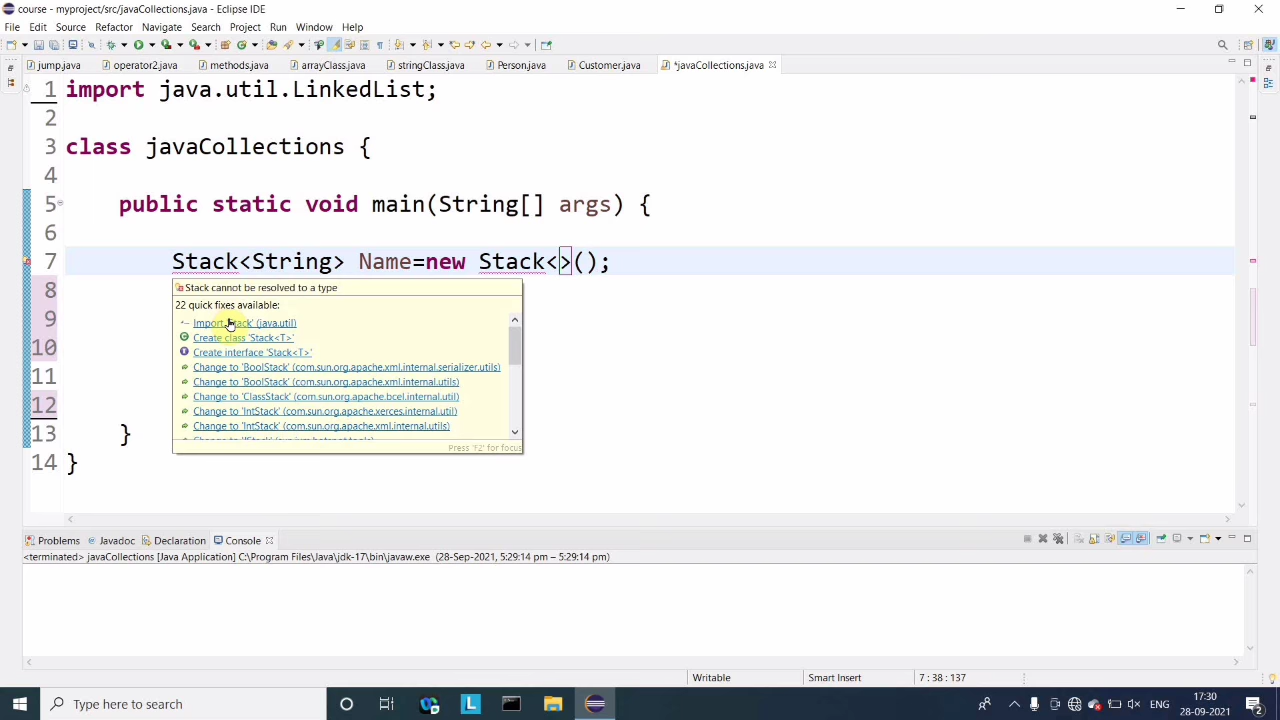 course - myproject/src/javaCollections.java - Eclipse IDE
File Edit Source Refactor Navigate Search Project Run Window Help
jump.java operator2.java methods.java arrayClass.java stringClass.java Person.java Customer.java *javaCollections.java
1 import java.util.LinkedList;
2
3 class javaCollections {
4
5 public static void main(String[] args) {
6
7 Stack<String> Name=new Stack<>();
8
9
10
11
12
13 }
14 }
Stack cannot be resolved to a type
22 quick fixes available:
Import 'Stack' (java.util)
Create class 'Stack<T>'
Create interface 'Stack<T>'
Change to 'BoolStack' (com.sun.org.apache.xml.internal.serializer.utils)
Change to 'BoolStack' (com.sun.org.apache.xml.internal.utils)
Change to 'ClassStack' (com.sun.org.apache.bcel.internal.util)
Change to 'IntStack' (com.sun.org.apache.xerces.internal.util)
Change to 'IntStack' (com.sun.org.apache.xml.internal.utils)
Press 'F2' for focus
Problems Javadoc Declaration Console
<terminated> javaCollections [Java Application] C:\Program Files\Java\jdk-17\bin\javaw.exe (28-Sep-2021, 5:29:14 pm – 5:29:14 pm)
Writable Smart Insert 7 : 38 : 137
Type here to search
ENG
17:30
28-09-2021
2